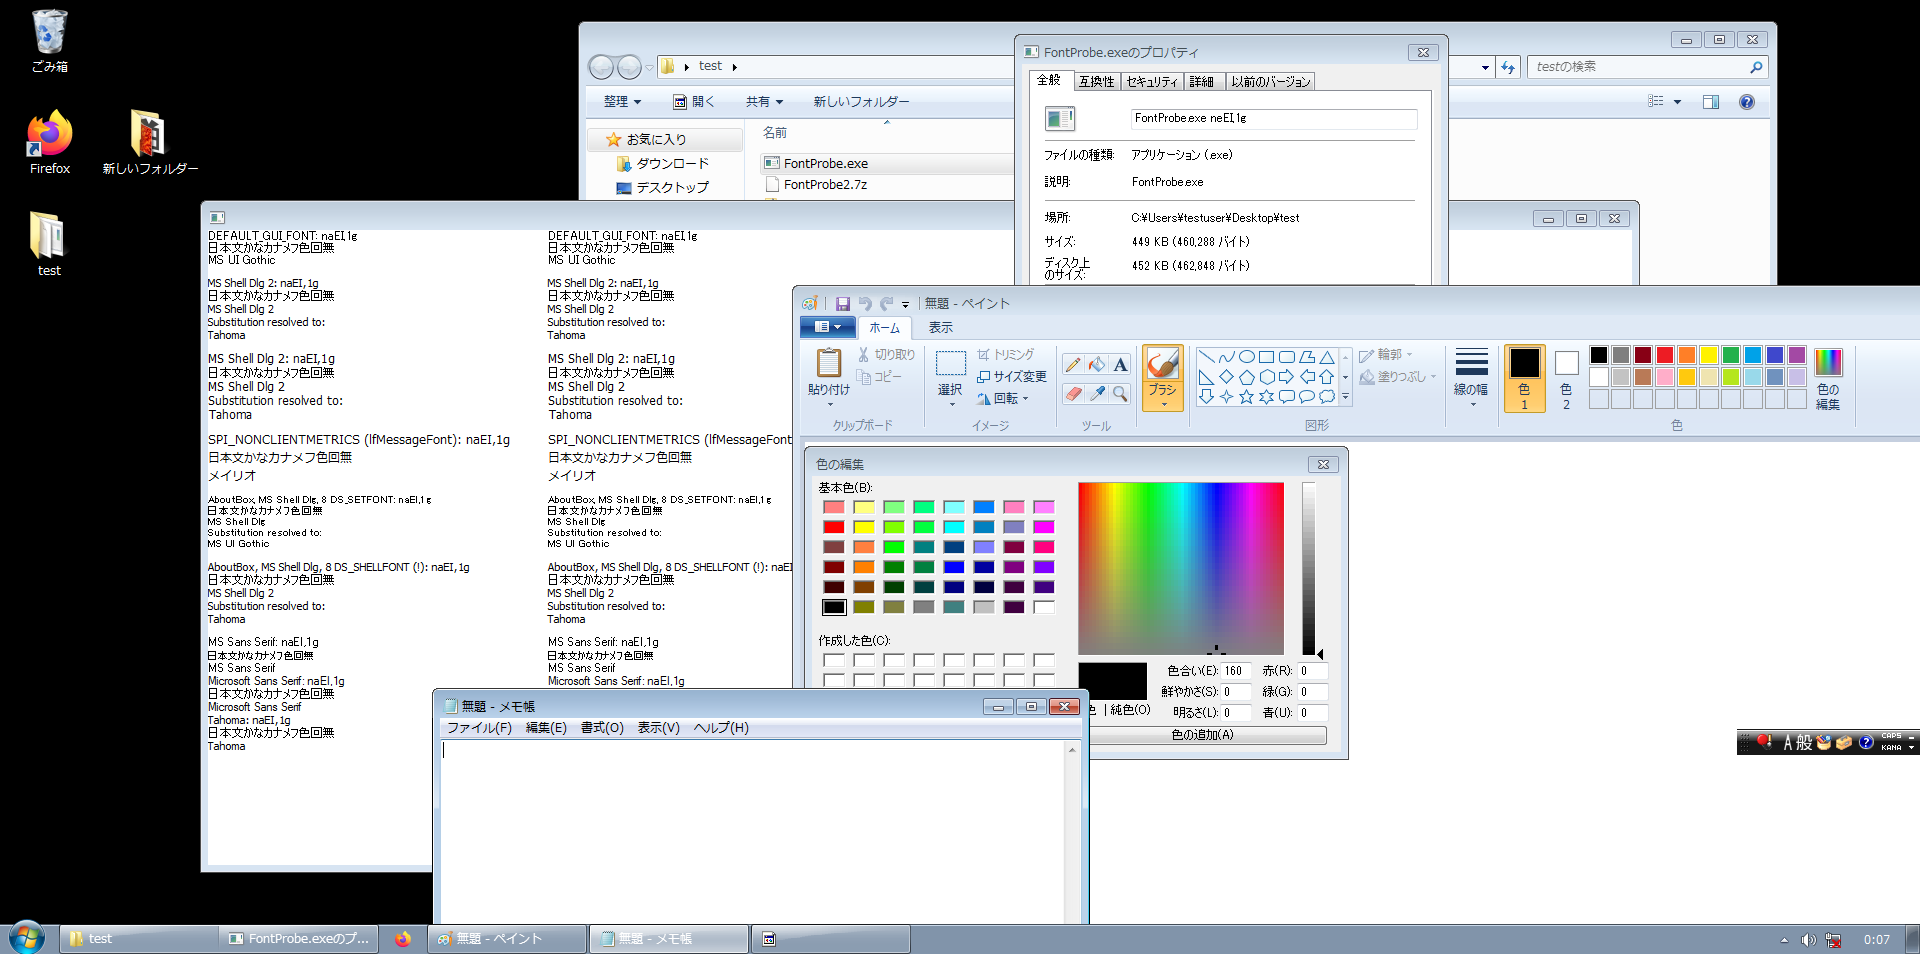 ごみ箱
Firefox
新しいフォルダー
test
test
testの検索
整理
開く
共有
新しいフォルダー
お気に入り
ダウンロード
デスクトップ
名前
FontProbe.exe
FontProbe2.7z
FontProbe.exeのプロパティ
全般 互換性 セキュリティ 詳細 以前のバージョン
FontProbe.exe neEI,1g
ファイルの種類: アプリケーション (.exe)
説明: FontProbe.exe
場所: C:¥Users¥testuser¥Desktop¥test
サイズ: 449 KB (460,288 バイト)
ディスク上
のサイズ: 452 KB (462,848 バイト)
DEFAULT_GUI_FONT: naEI,1g
日本文かなカナメフ色回無
MS UI Gothic
MS Shell Dlg 2: naEI,1g
日本文かなカナメフ色回無
MS Shell Dlg 2
Substitution resolved to:
Tahoma
MS Shell Dlg 2: naEI,1g
日本文かなカナメフ色回無
MS Shell Dlg 2
Substitution resolved to:
Tahoma
SPI_NONCLIENTMETRICS (lfMessageFont): naEI,1g
日本文かなカナメフ色回無
メイリオ
AboutBox, MS Shell Dlg, 8 DS_SETFONT: naEI,1g
日本文かなカナメフ色回無
MS Shell Dlg
Substitution resolved to:
MS UI Gothic
AboutBox, MS Shell Dlg, 8 DS_SHELLFONT (!): naEI,1g
日本文かなカナメフ色回無
MS Shell Dlg 2
Substitution resolved to:
Tahoma
MS Sans Serif: naEI,1g
日本文かなカナメフ色回無
MS Sans Serif
Microsoft Sans Serif: naEI,1g
日本文かなカナメフ色回無
Microsoft Sans Serif
Tahoma: naEI,1g
日本文かなカナメフ色回無
Tahoma
DEFAULT_GUI_FONT: naEI,1g
日本文かなカナメフ色回無
MS UI Gothic
MS Shell Dlg 2: naEI,1g
日本文かなカナメフ色回無
MS Shell Dlg 2
Substitution resolved to:
Tahoma
MS Shell Dlg 2: naEI,1g
日本文かなカナメフ色回無
MS Shell Dlg 2
Substitution resolved to:
Tahoma
SPI_NONCLIENTMETRICS (lfMessageFont
日本文かなカナメフ色回無
メイリオ
AboutBox, MS Shell Dlg, 8 DS_SETFONT: naEI,1g
日本文かなカナメフ色回無
MS Shell Dlg
Substitution resolved to:
MS UI Gothic
AboutBox, MS Shell Dlg, 8 DS_SHELLFONT (!): naEI
日本文かなカナメフ色回無
MS Shell Dlg 2
Substitution resolved to:
Tahoma
MS Sans Serif: naEI,1g
日本文かなカナメフ色回無
MS Sans Serif
Microsoft Sans Serif: naEI,1g
無題 - ペイント
ホーム 表示
貼り付け
切り取り
コピー
クリップボード
選択
トリミング
サイズ変更
回転
イメージ
A
ツール
ブラシ
輪郭
塗りつぶし
図形
線の幅
色
1
色
2
色の
編集
色
色の編集
基本色(B):
作成した色(C):
色 | 純色(O)
色合い(E): 160 赤(R): 0
鮮やかさ(S): 0 緑(G): 0
明るさ(L): 0 青(U): 0
色の追加(A)
無題 - メモ帳
ファイル(F) 編集(E) 書式(O) 表示(V) ヘルプ(H)
A 般
CAPS
KANA
test
FontProbe.exeのプ...
無題 - ペイント
無題 - メモ帳
0:07